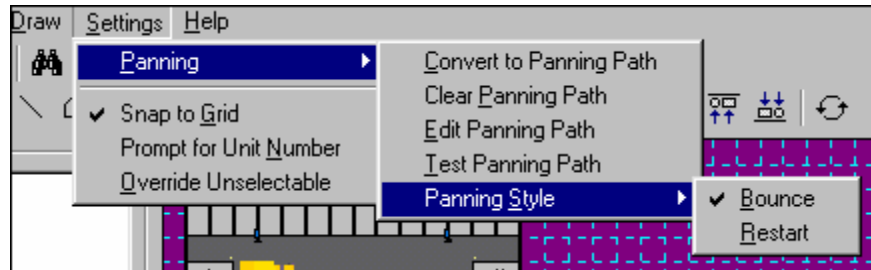 Draw Settings Help
Panning
Snap to Grid
Prompt for Unit Number
Override Unselectable
Convert to Panning Path
Clear Panning Path
Edit Panning Path
Test Panning Path
Panning Style
Bounce
Restart